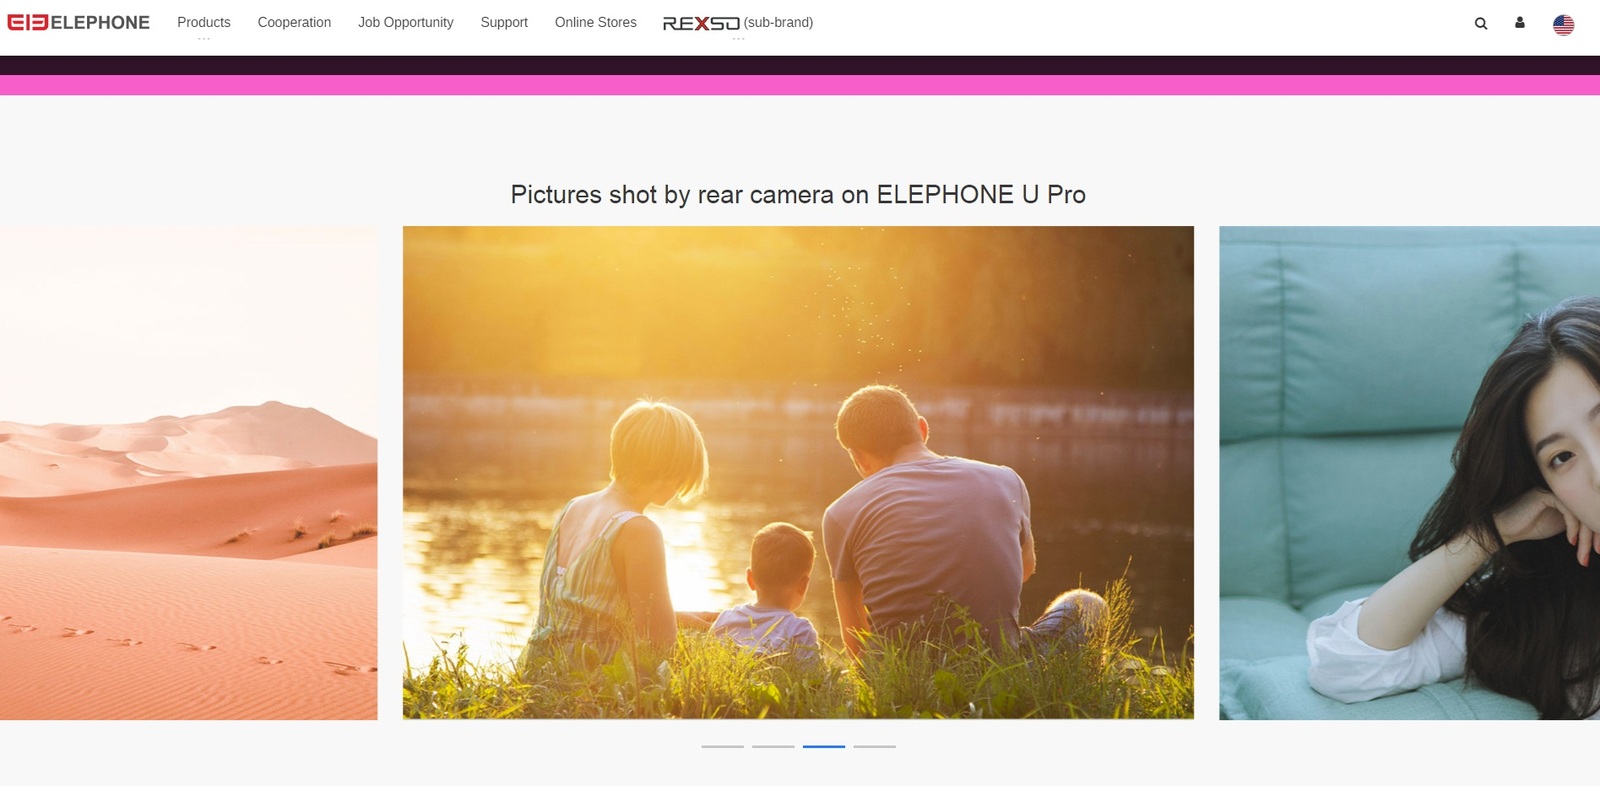 ELEPHONE
Products
Cooperation
Job Opportunity
Support
Online Stores
REXSO (sub-brand)
Pictures shot by rear camera on ELEPHONE U Pro